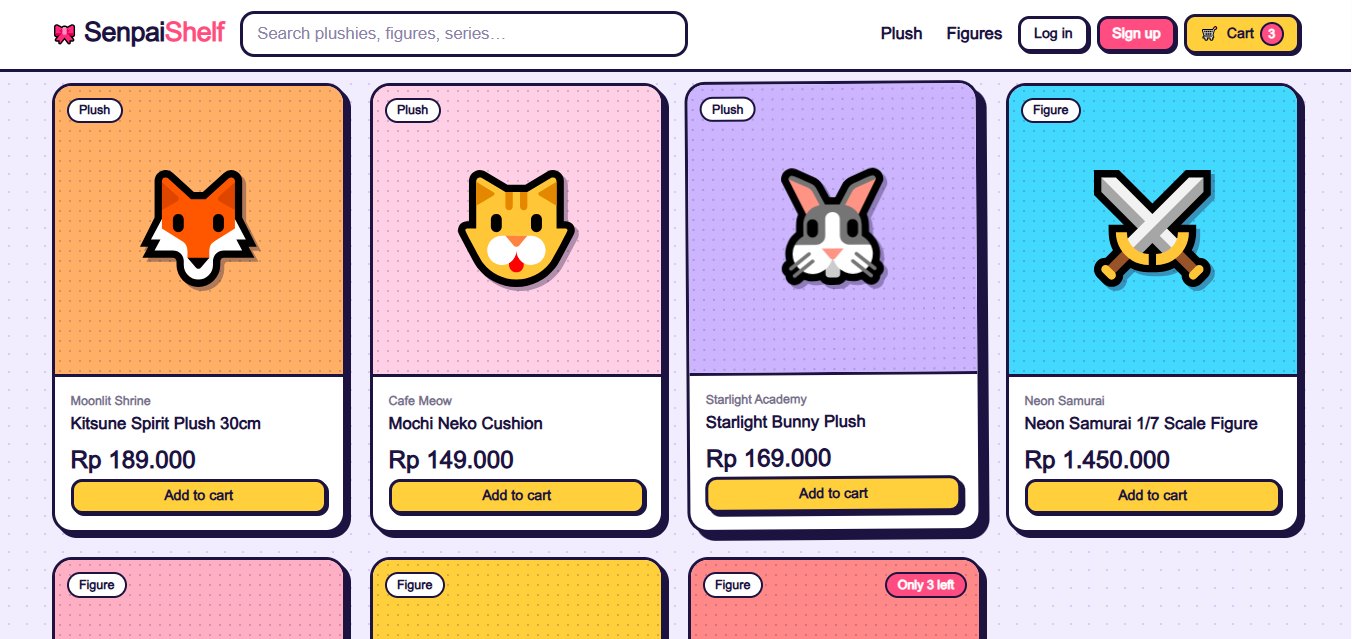 SenpaiShelf
Search plushies, figures, series…
Plush
Figures
Log in
Sign up
Cart 3
Plush
Plush
Plush
Figure
Moonlit Shrine
Kitsune Spirit Plush 30cm
Rp 189.000
Add to cart
Cafe Meow
Mochi Neko Cushion
Rp 149.000
Add to cart
Starlight Academy
Starlight Bunny Plush
Rp 169.000
Add to cart
Neon Samurai
Neon Samurai 1/7 Scale Figure
Rp 1.450.000
Add to cart
Figure
Figure
Figure
Only 3 left